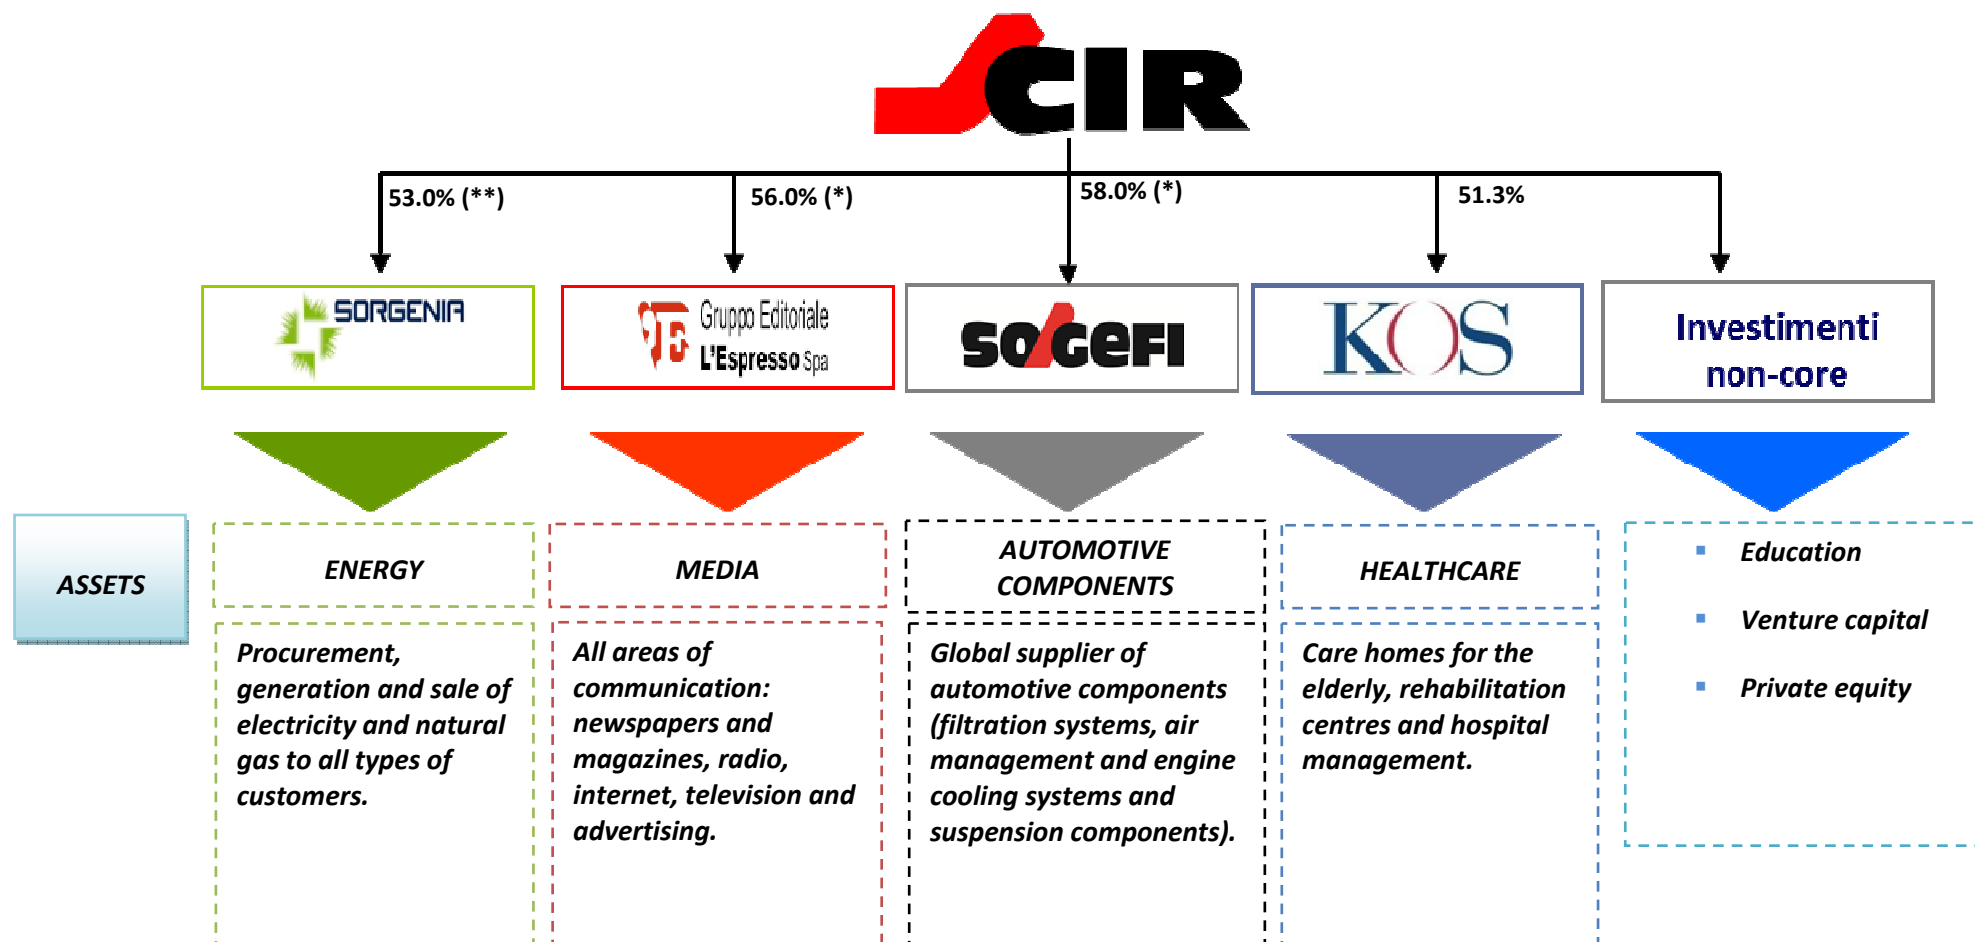 CIR
53.0% (**)
56.0% (*)
58.0% (*)
51.3%
SORGENIA
Gruppo Editoriale
L'Espresso Spa
SOGEFI
KOS
Investimenti
non-core
ASSETS
ENERGY
MEDIA
AUTOMOTIVE
COMPONENTS
HEALTHCARE
Procurement,
generation and sale of
electricity and natural
gas to all types of
customers.
All areas of
communication:
newspapers and
magazines, radio,
internet, television and
advertising.
Global supplier of
automotive components
(filtration systems, air
management and engine
cooling systems and
suspension components).
Care homes for the
elderly, rehabilitation
centres and hospital
management.
▪ Education
▪ Venture capital
▪ Private equity